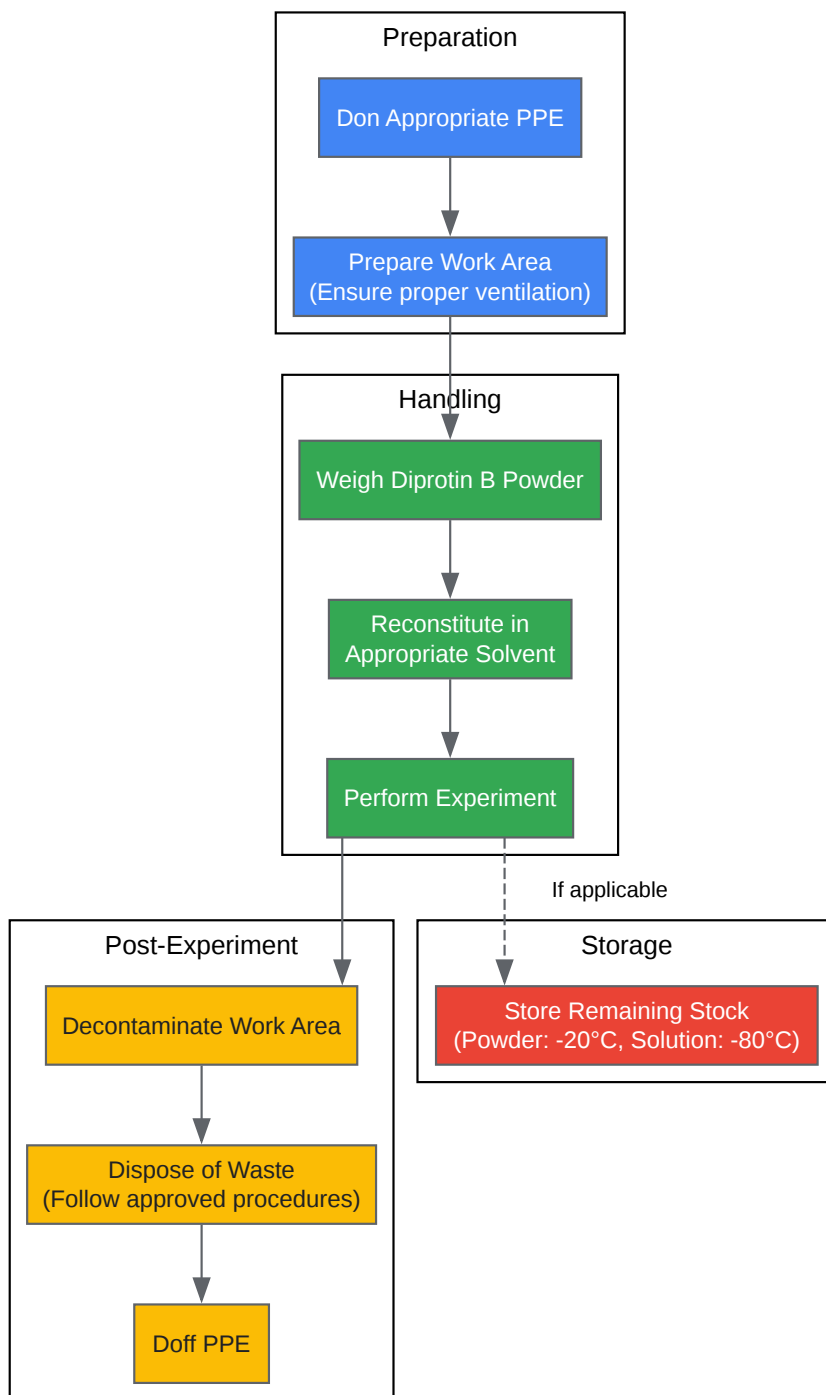 Preparation
Don Appropriate PPE
Prepare Work Area
(Ensure proper ventilation)
Handling
Weigh Diprotin B Powder
Reconstitute in
Appropriate Solvent
Perform Experiment
If applicable
Post-Experiment
Decontaminate Work Area
Dispose of Waste
(Follow approved procedures)
Doff PPE
Storage
Store Remaining Stock
(Powder: -20°C, Solution: -80°C)